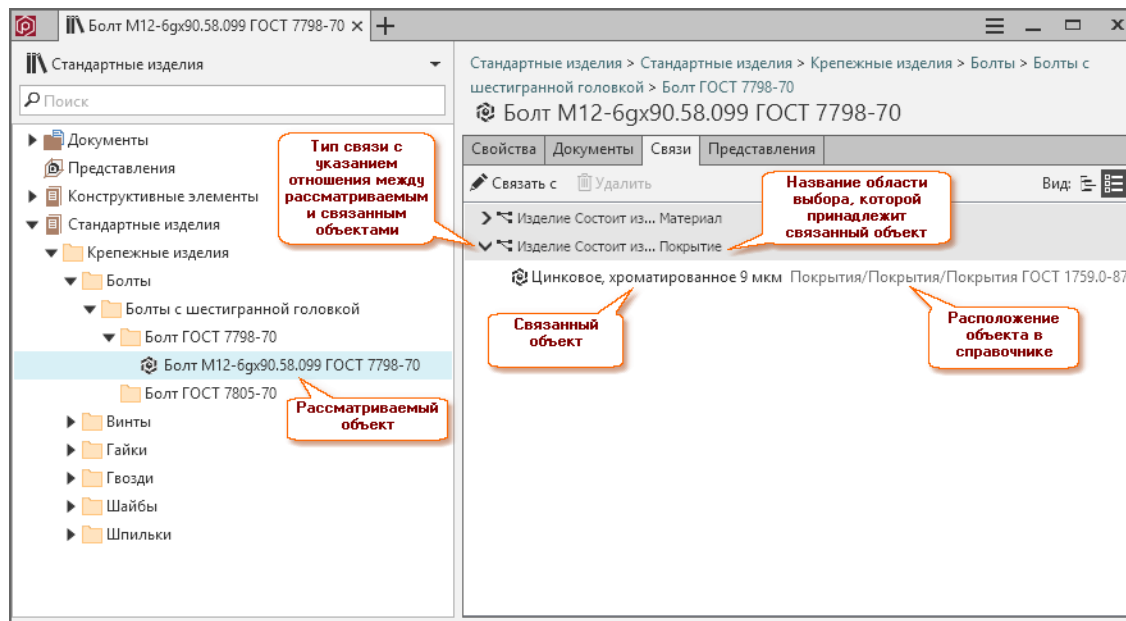 Болт М12-6gx90.58.099 ГОСТ 7798-70
Стандартные изделия
Поиск
Документы
Представления
Конструктивные элементы
Стандартные изделия
Крепежные изделия
Болты
Болты с шестигранной головкой
Болт ГОСТ 7798-70
Болт М12-6gx90.58.099 ГОСТ 7798-70
Болт ГОСТ 7805-70
Винты
Гайки
Гвозди
Шайбы
Шпильки
Тип связи с
указанием
отношения между
рассматриваемым
и связанным
объектами
Рассматриваемый
объект
Стандартные изделия > Стандартные изделия > Крепежные изделия > Болты > Болты с
шестигранной головкой > Болт ГОСТ 7798-70
Болт М12-6gx90.58.099 ГОСТ 7798-70
Свойства Документы Связи Представления
Связать с Удалить Вид:
Название области
выбора, которой
принадлежит
связанный объект
Изделие Состоит из... Материал
Изделие Состоит из... Покрытие
Цинковое, хроматированное 9 мкм Покрытия/Покрытия/Покрытия ГОСТ 1759.0-87
Связанный
объект
Расположение
объекта в
справочнике